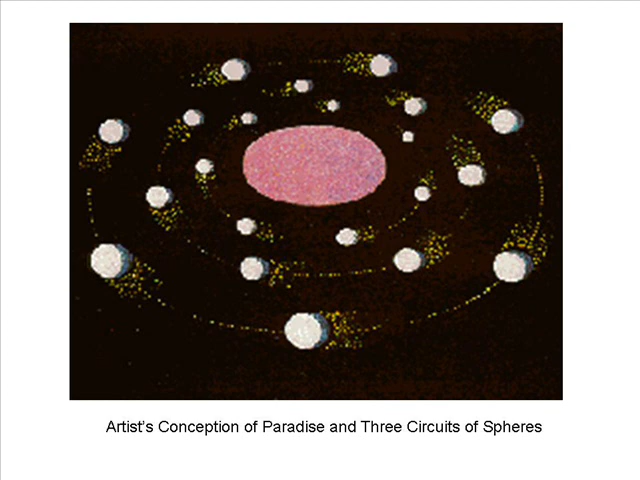 Artist's Conception of Paradise and Three Circuits of Spheres